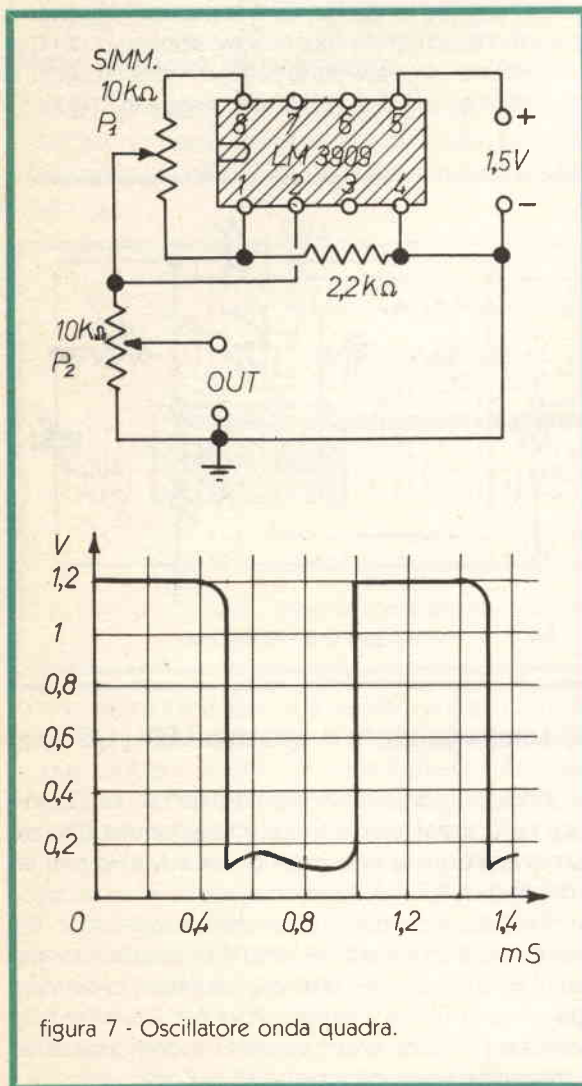 SIMM.
10KΩ
P1
8 7 6 5
LM 3909
1 2 3 4
+
1,5V
-
2,2KΩ
10KΩ
P2
OUT
V
1,2
1
0,8
0,6
0,4
0,2
0 0,4 0,8 1,2 1,4
mS
figura 7 - Oscillatore onda quadra.